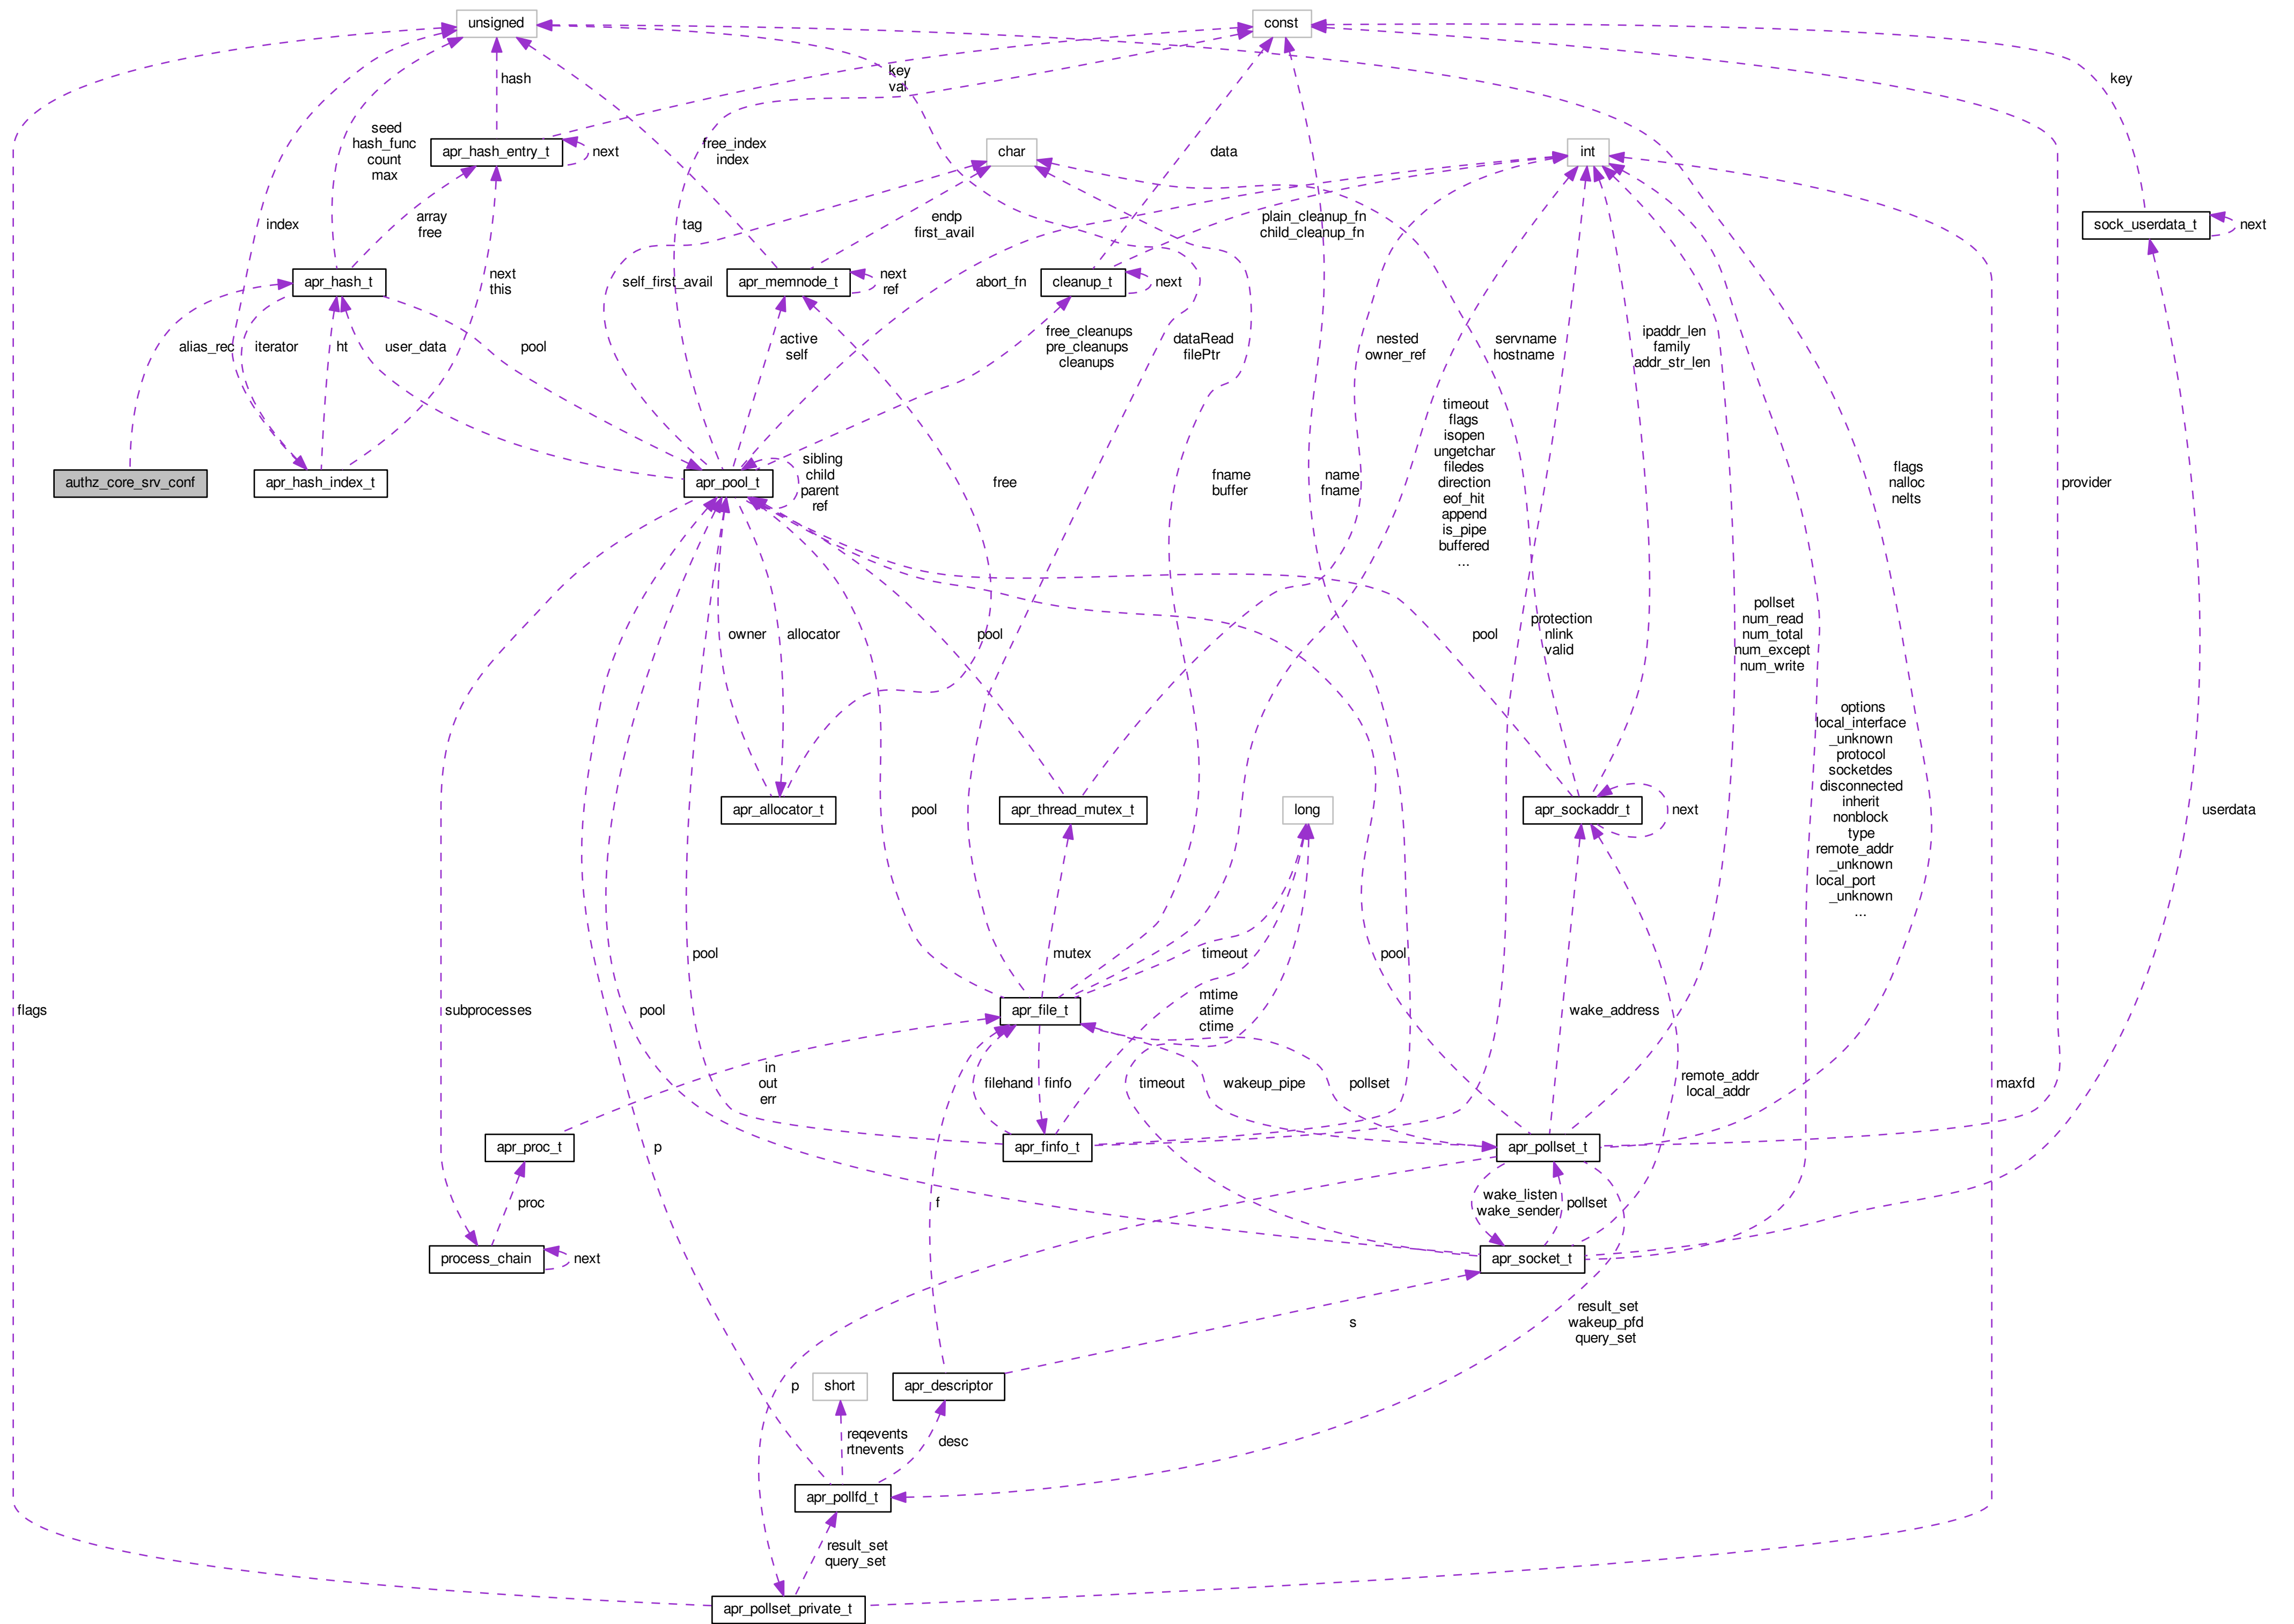 unsigned
const
hash
key
val
key
seed
hash_func
count
max
apr_hash_entry_t
next
free_index
index
char
data
int
array
free
index
tag
endp
first_avail
plain_cleanup_fn
child_cleanup_fn
sock_userdata_t
next
apr_hash_t
next
this
self_first_avail
apr_memnode_t
next
ref
abort_fn
cleanup_t
next
alias_rec
iterator
ht
user_data
pool
active
self
free_cleanups
pre_cleanups
cleanups
dataRead
filePtr
nested
owner_ref
servname
hostname
ipaddr_len
family
addr_str_len
authz_core_srv_conf
apr_hash_index_t
apr_pool_t
sibling
child
parent
ref
free
fname
buffer
name
fname
timeout
flags
isopen
ungetchar
filedes
direction
eof_hit
append
is_pipe
buffered
...
flags
nalloc
nelts
provider
owner
allocator
pool
pool
protection
nlink
valid
pollset
num_read
num_total
num_except
num_write
apr_allocator_t
pool
apr_thread_mutex_t
long
apr_sockaddr_t
next
options
local_interface
_unknown
protocol
socketdes
disconnected
inherit
nonblock
type
remote_addr
_unknown
local_port
_unknown
...
userdata
pool
mutex
timeout
pool
flags
subprocesses
pool
apr_file_t
mtime
atime
ctime
wake_address
in
out
err
filehand
finfo
timeout
wakeup_pipe
pollset
remote_addr
local_addr
maxfd
apr_proc_t
p
apr_finfo_t
apr_pollset_t
proc
f
wake_listen
wake_sender
pollset
process_chain
next
apr_socket_t
s
result_set
wakeup_pfd
query_set
p
short
apr_descriptor
reqevents
rtnevents
desc
apr_pollfd_t
result_set
query_set
apr_pollset_private_t